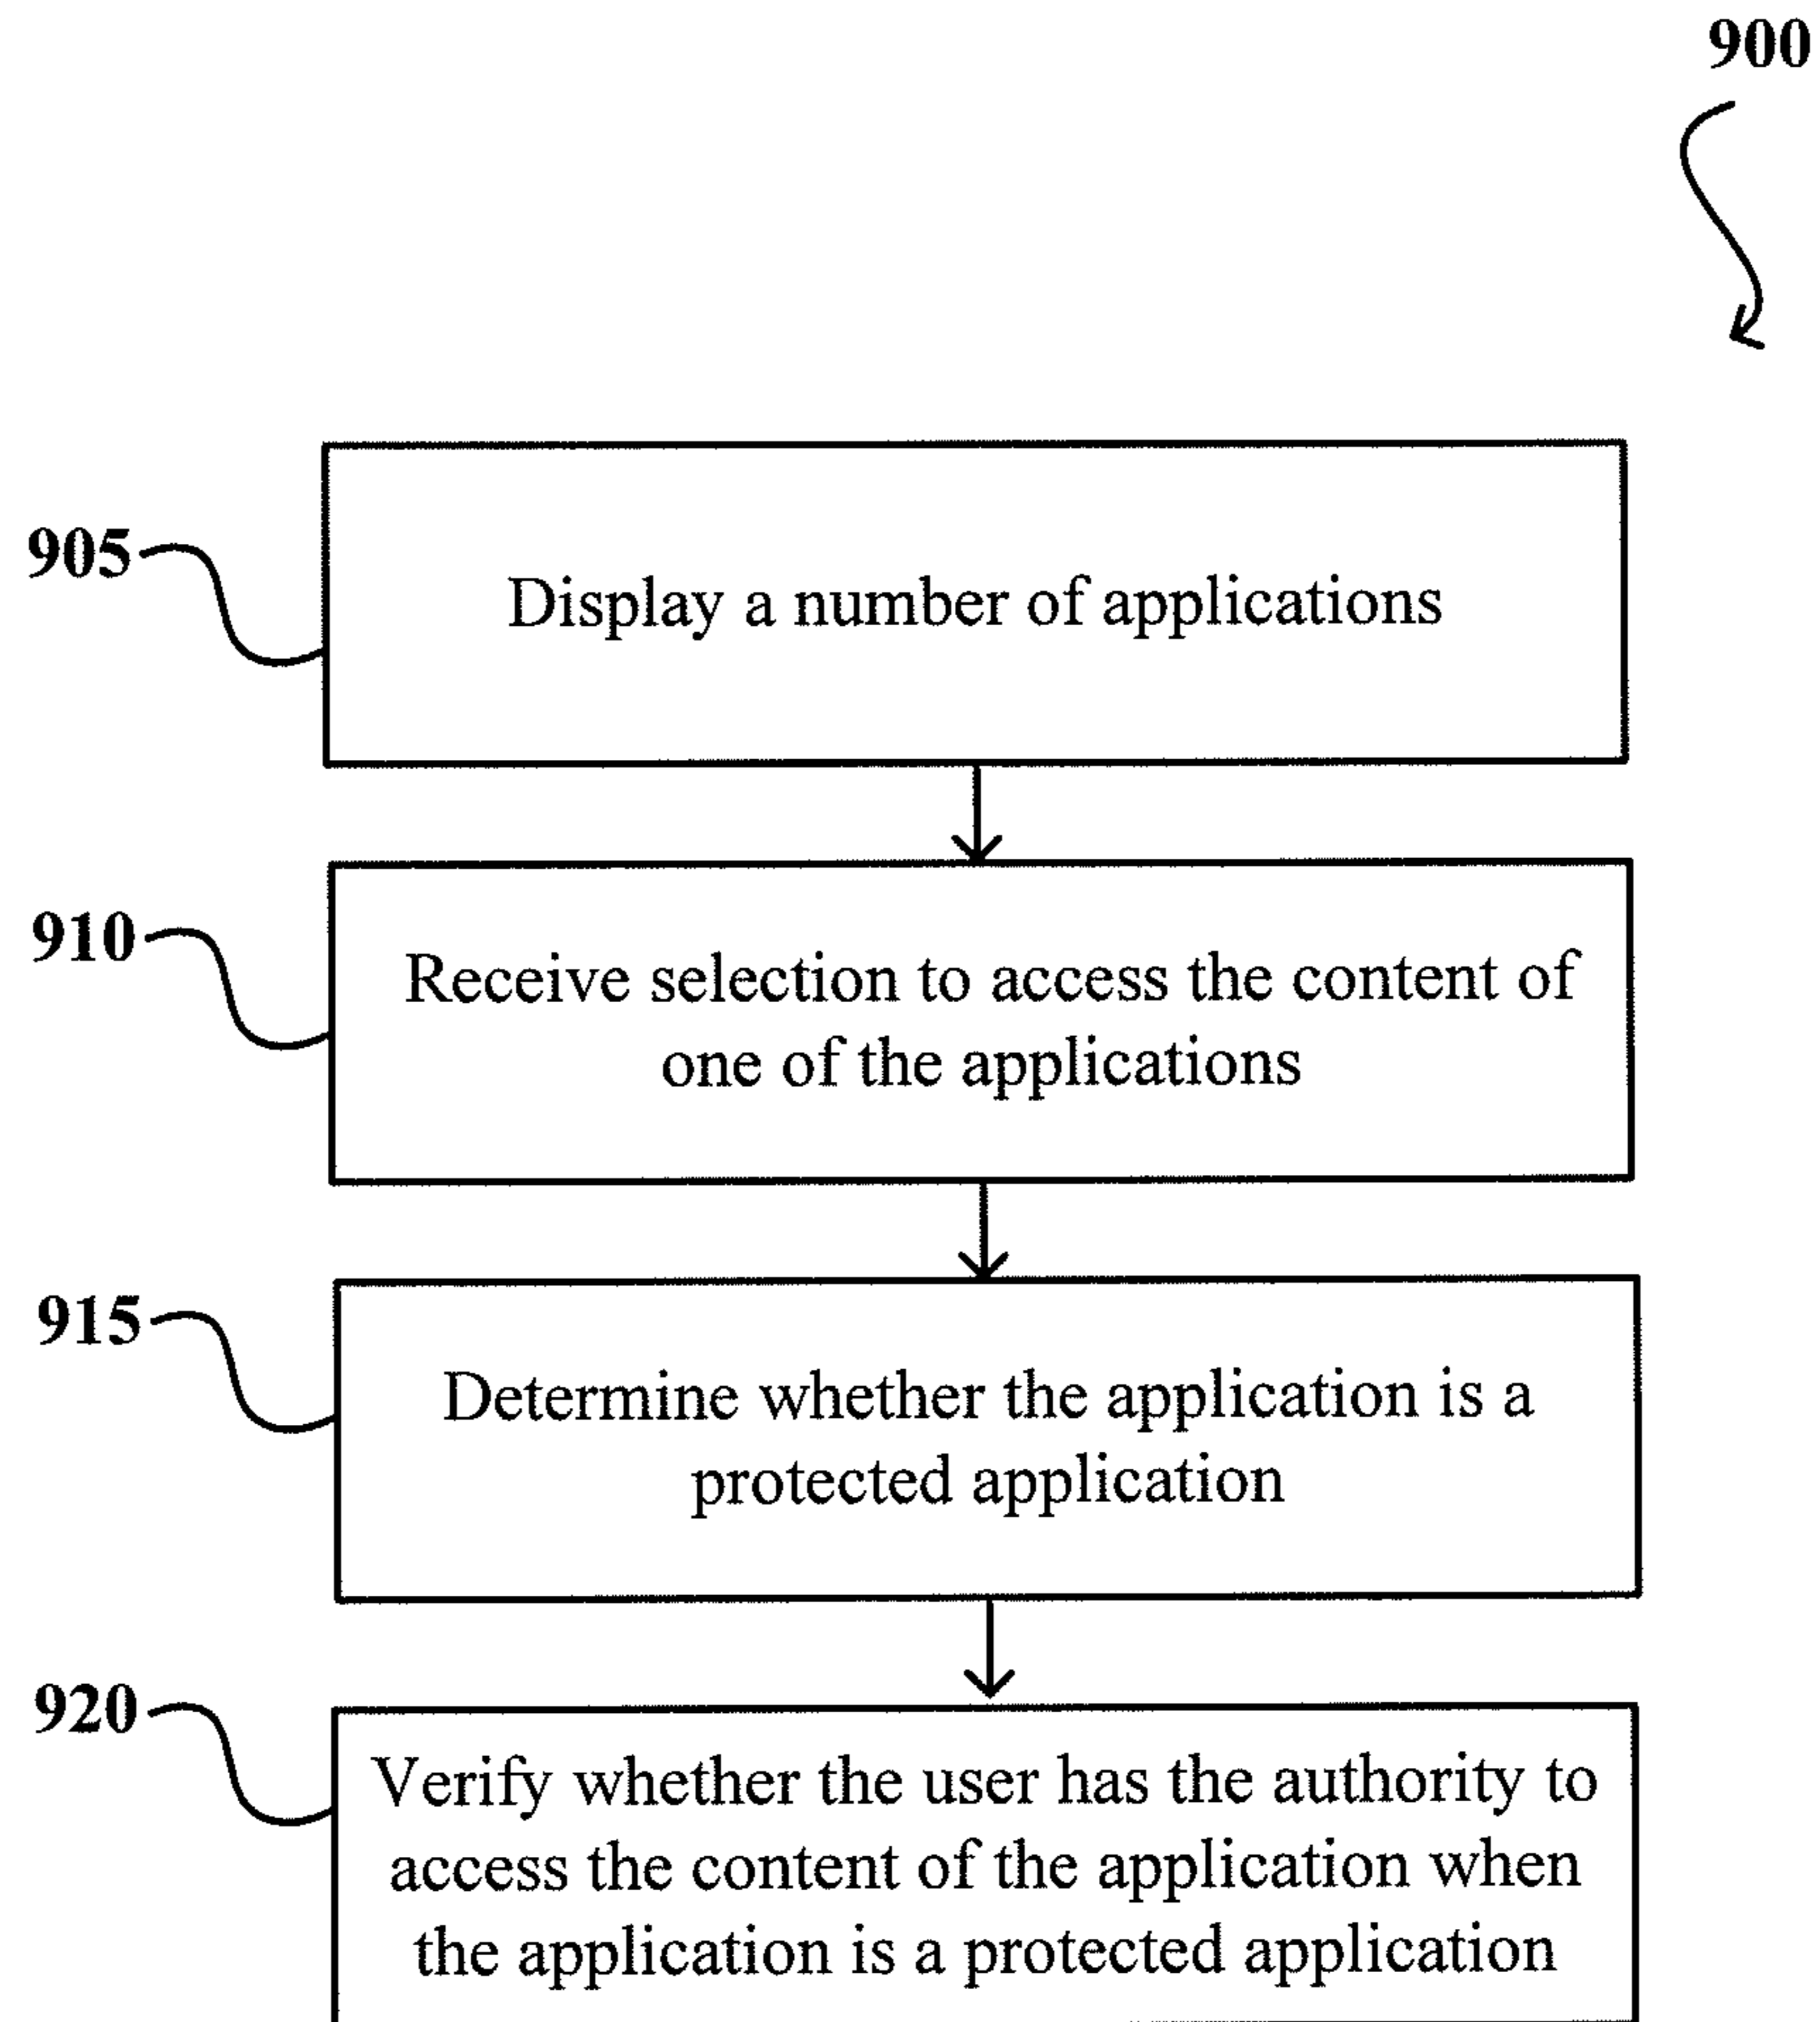 900
905
Display a number of applications
910
Receive selection to access the content of
one of the applications
915
Determine whether the application is a
protected application
920
Verify whether the user has the authority to
access the content of the application when
the application is a protected application